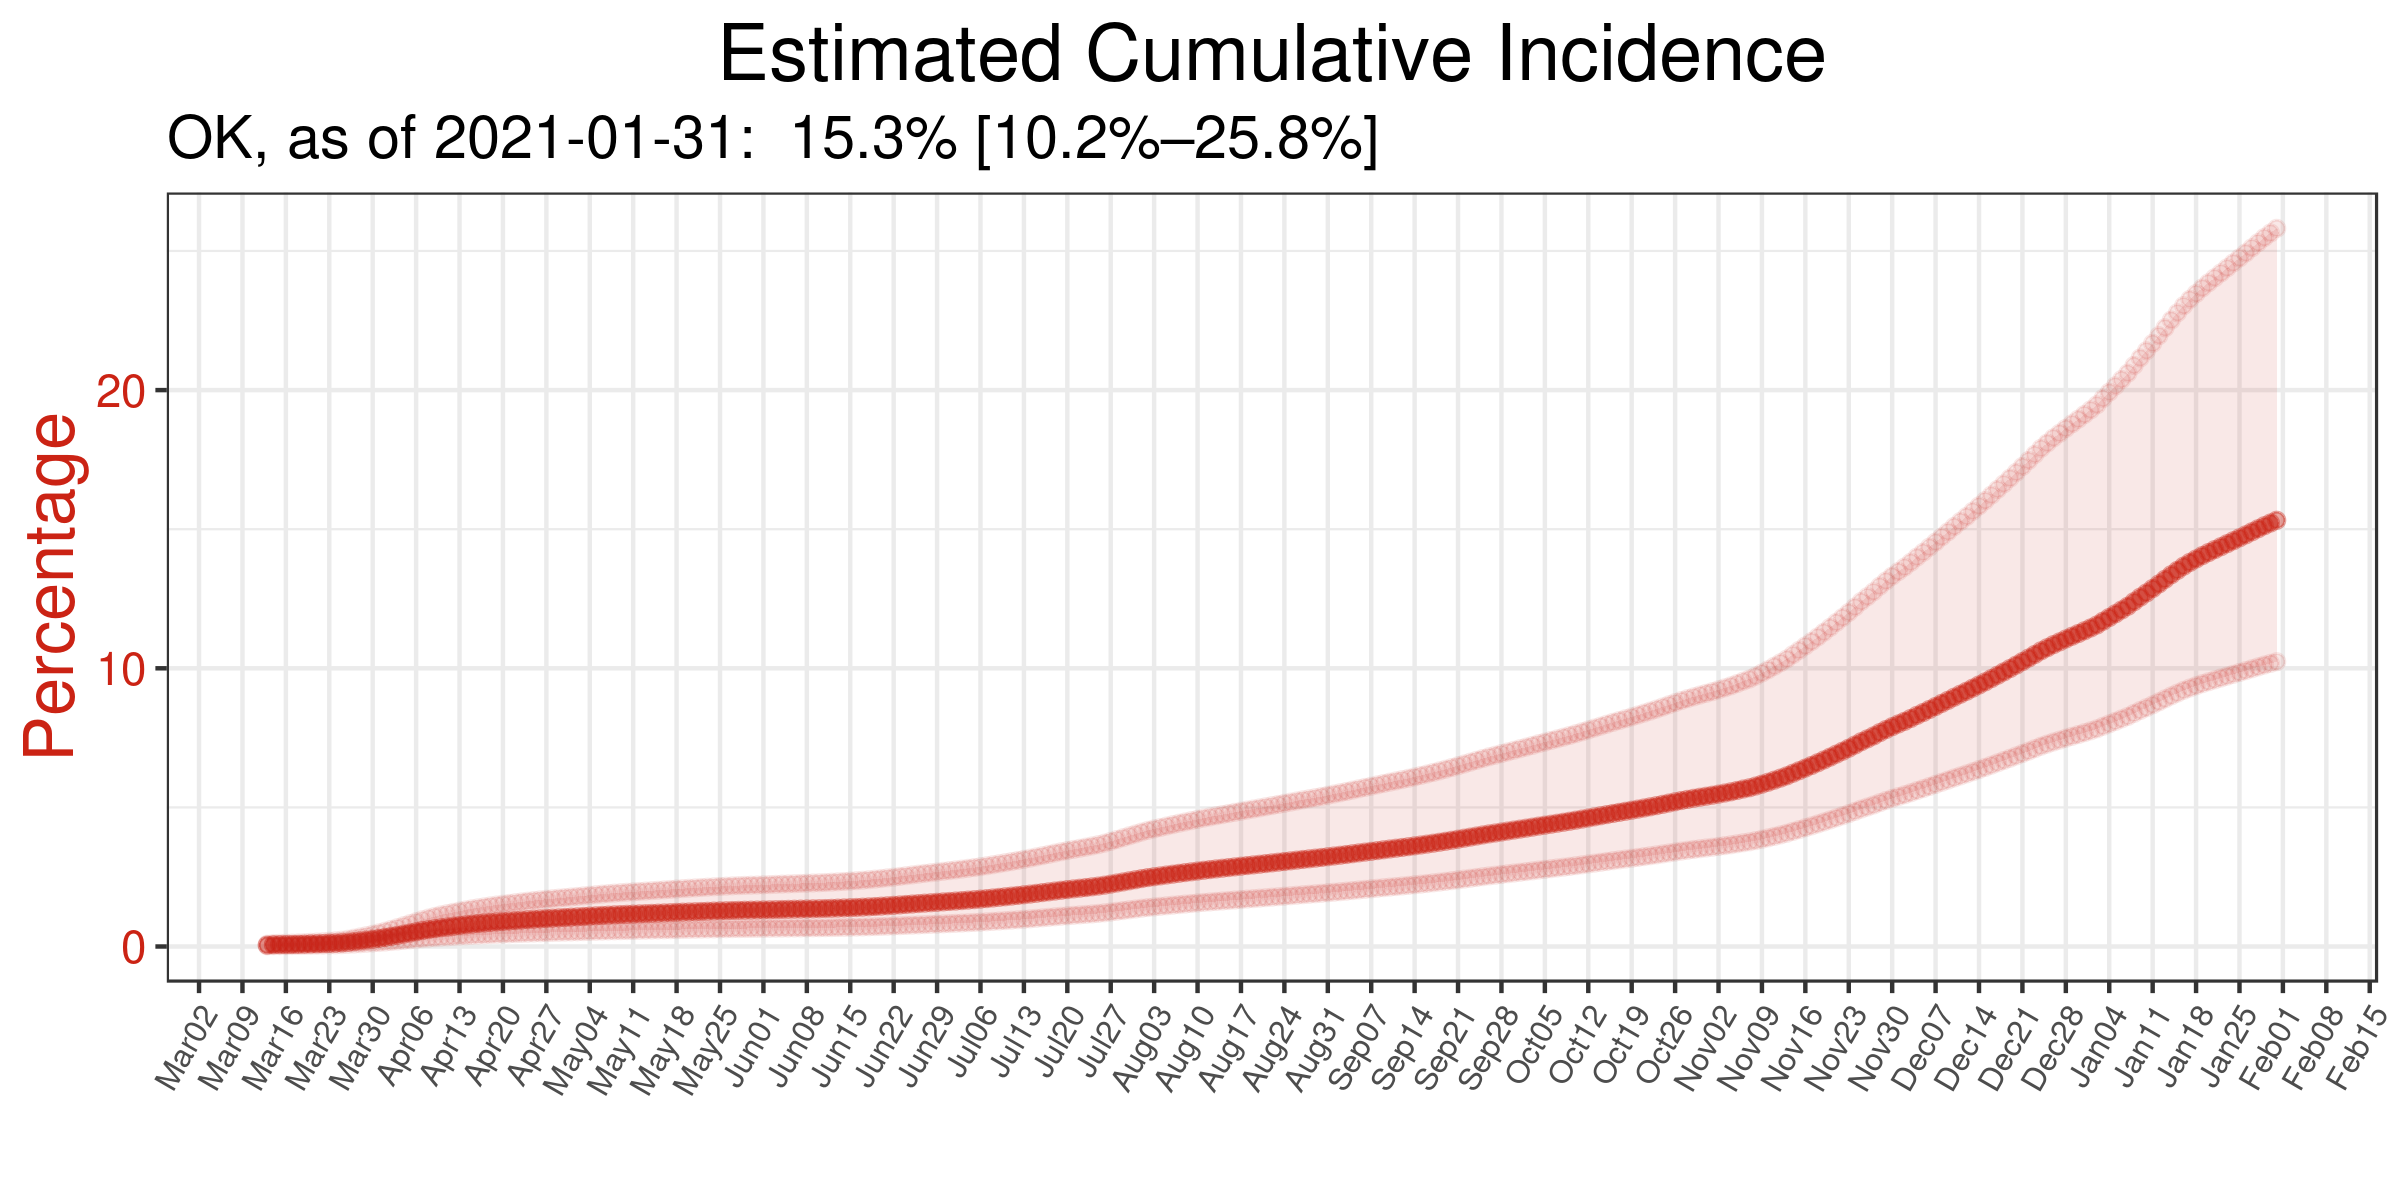 Estimated Cumulative Incidence
OK, as of 2021-01-31:  15.3% [10.2%–25.8%]
Percentage
20
10
0
Mar02 Mar09 Mar16 Mar23 Mar30 Apr06 Apr13 Apr20 Apr27 May04 May11 May18 May25 Jun01 Jun08 Jun15 Jun22 Jun29 Jul06 Jul13 Jul20 Jul27 Aug03 Aug10 Aug17 Aug24 Aug31 Sep07 Sep14 Sep21 Sep28 Oct05 Oct12 Oct19 Oct26 Nov02 Nov09 Nov16 Nov23 Nov30 Dec07 Dec14 Dec21 Dec28 Jan04 Jan11 Jan18 Jan25 Feb01 Feb08 Feb15